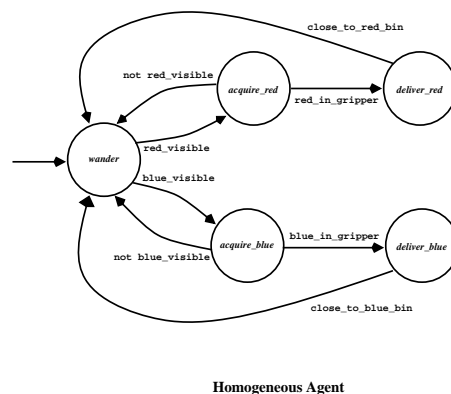 close_to_red_bin
not red_visible
acquire_red
deliver_red
red_in_gripper
wander
red_visible
blue_visible
acquire_blue
blue_in_gripper
deliver_blue
not blue_visible
close_to_blue_bin
Homogeneous Agent